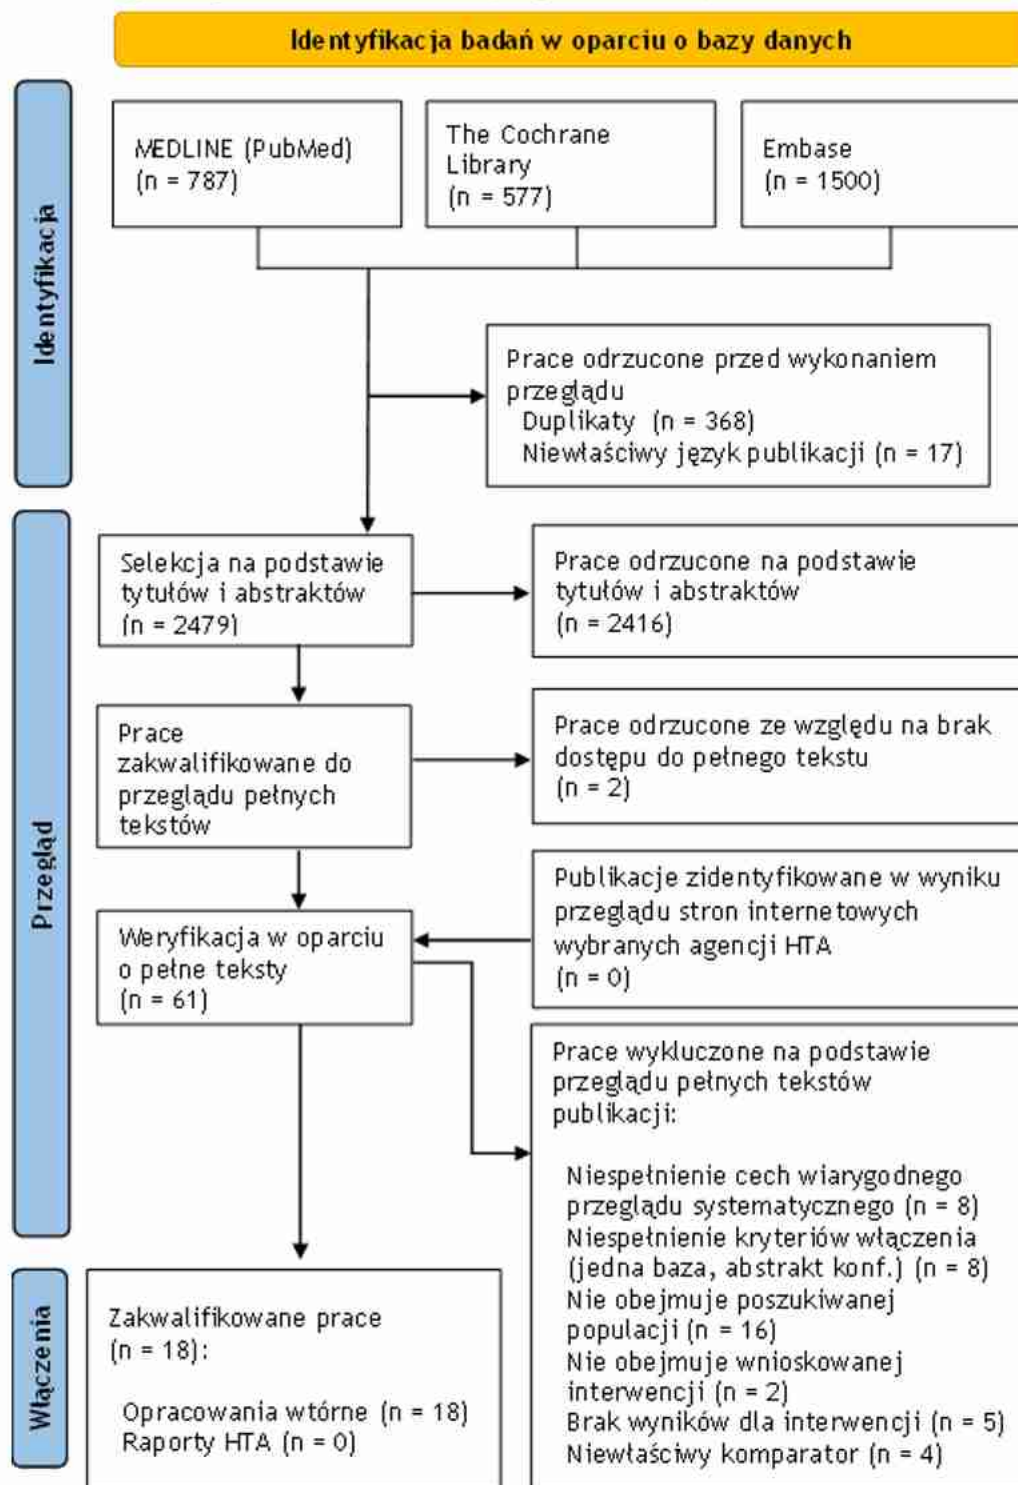 Identyfikacja badań w oparciu o bazy danych
Identyfikacja
MEDLINE (PubMed)
(n = 787)
The Cochrane
Library
(n = 577)
Embase
(n = 1500)
Prace odrzucone przed wykonaniem
przeglądu
Duplikaty (n = 368)
Niewłaściwy język publikacji (n = 17)
Przegląd
Selekcja na podstawie
tytułów i abstraktów
(n = 2479)
Prace odrzucone na podstawie
tytułów i abstraktów
(n = 2416)
Prace
zakwalifikowane do
przeglądu pełnych
tekstów
Prace odrzucone ze względu na brak
dostępu do pełnego tekstu
(n = 2)
Weryfikacja w oparciu
o pełne teksty
(n = 61)
Publikacje zidentyfikowane w wyniku
przeglądu stron internetowych
wybranych agencji HTA
(n = 0)
Prace wykluczone na podstawie
przeglądu pełnych tekstów
publikacji:
Niespełnienie cech wiarygodnego
przeglądu systematycznego (n = 8)
Niespełnienie kryteriów włączenia
(jedna baza, abstrakt konf.) (n = 8)
Nie obejmuje poszukiwanej
populacji (n = 16)
Nie obejmuje wnioskowanej
interwencji (n = 2)
Brak wyników dla interwencji (n = 5)
Niewłaściwy komparator (n = 4)
Włączenia
Zakwalifikowane prace
(n = 18):
Opracowania wtórne (n = 18)
Raporty HTA (n = 0)